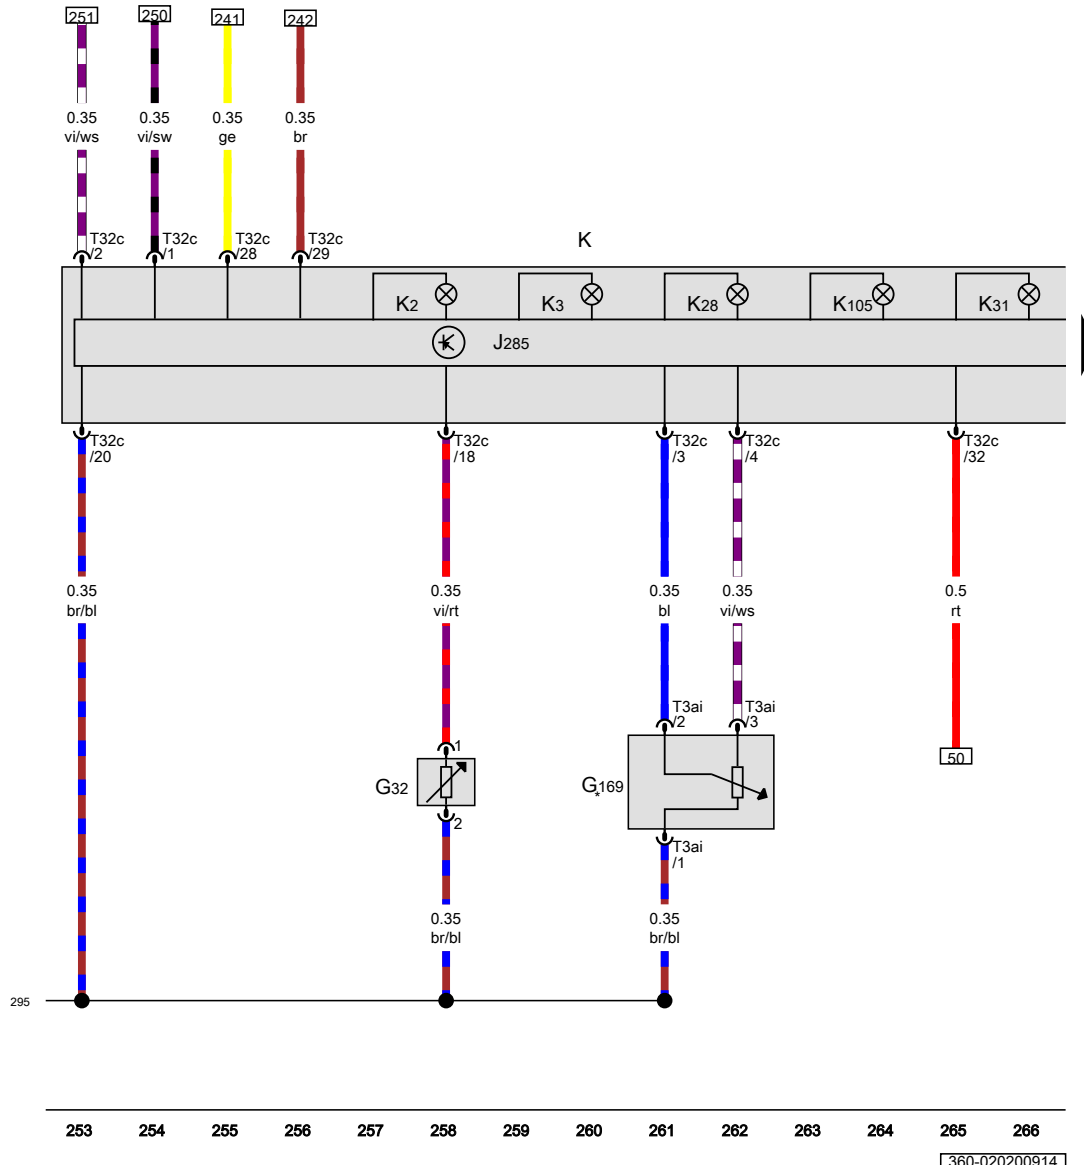 251 250 241 242
0.35 0.35 0.35 0.35
vi/ws vi/sw ge br
T32c T32c T32c T32c
/2 /1 /28 /29
K
K2 K3 K28 K105 K31
J285
T32c T32c T32c T32c T32c
/20 /18 /3 /4 /32
0.35 0.35 0.35 0.35 0.5
br/bl vi/rt bl vi/ws rt
T3ai T3ai
/2 /3
1
50
G32 G*169
2
T3ai
/1
0.35 0.35
br/bl br/bl
295
253 254 255 256 257 258 259 260 261 262 263 264 265 266
360-020200914